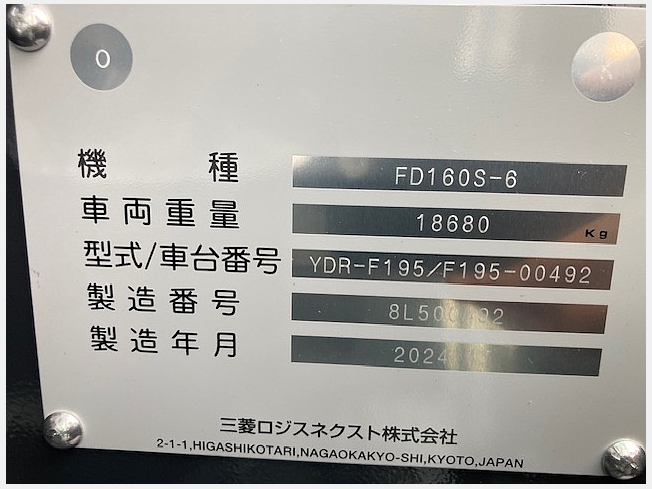 O
機種 FD160S-6
車両重量 18680 Kg
型式/車台番号 YDR-F195/F195-00492
製造番号
製造年月
三菱ロジスネクスト株式会社
2-1-1,HIGASHIKOTARI,NAGAOKAKYO-SHI,KYOTO,JAPAN